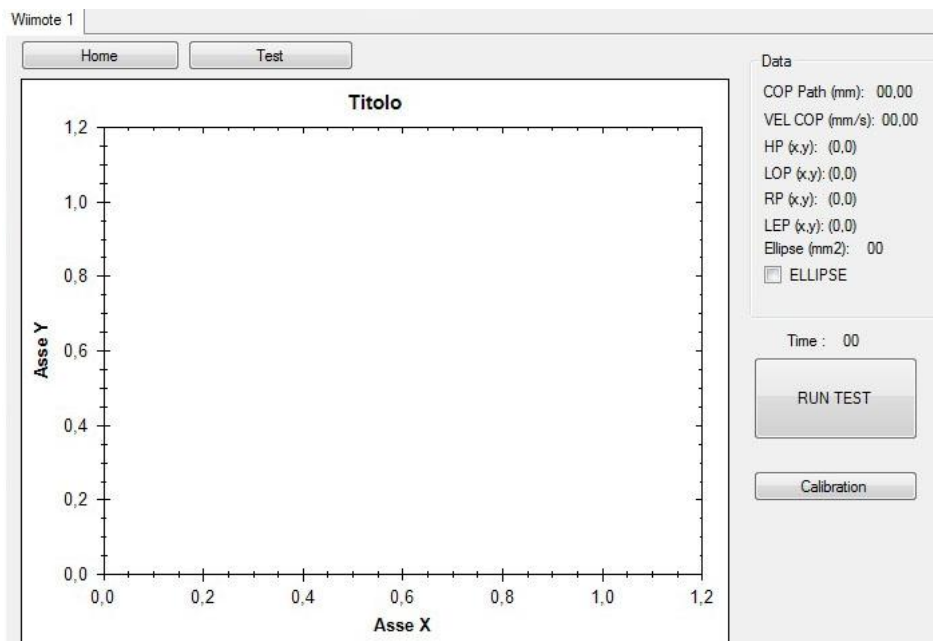 Wiimote 1
Home
Test
Titolo
1,2
1,0
0,8
0,6
0,4
0,2
0,0
Asse Y
0,0 0,2 0,4 0,6 0,8 1,0 1,2
Asse X
Data
COP Path (mm): 00,00
VEL COP (mm/s): 00,00
HP (x,y): (0,0)
LOP (x,y): (0,0)
RP (x,y): (0,0)
LEP (x,y): (0,0)
Ellipse (mm2): 00
ELLIPSE
Time : 00
RUN TEST
Calibration